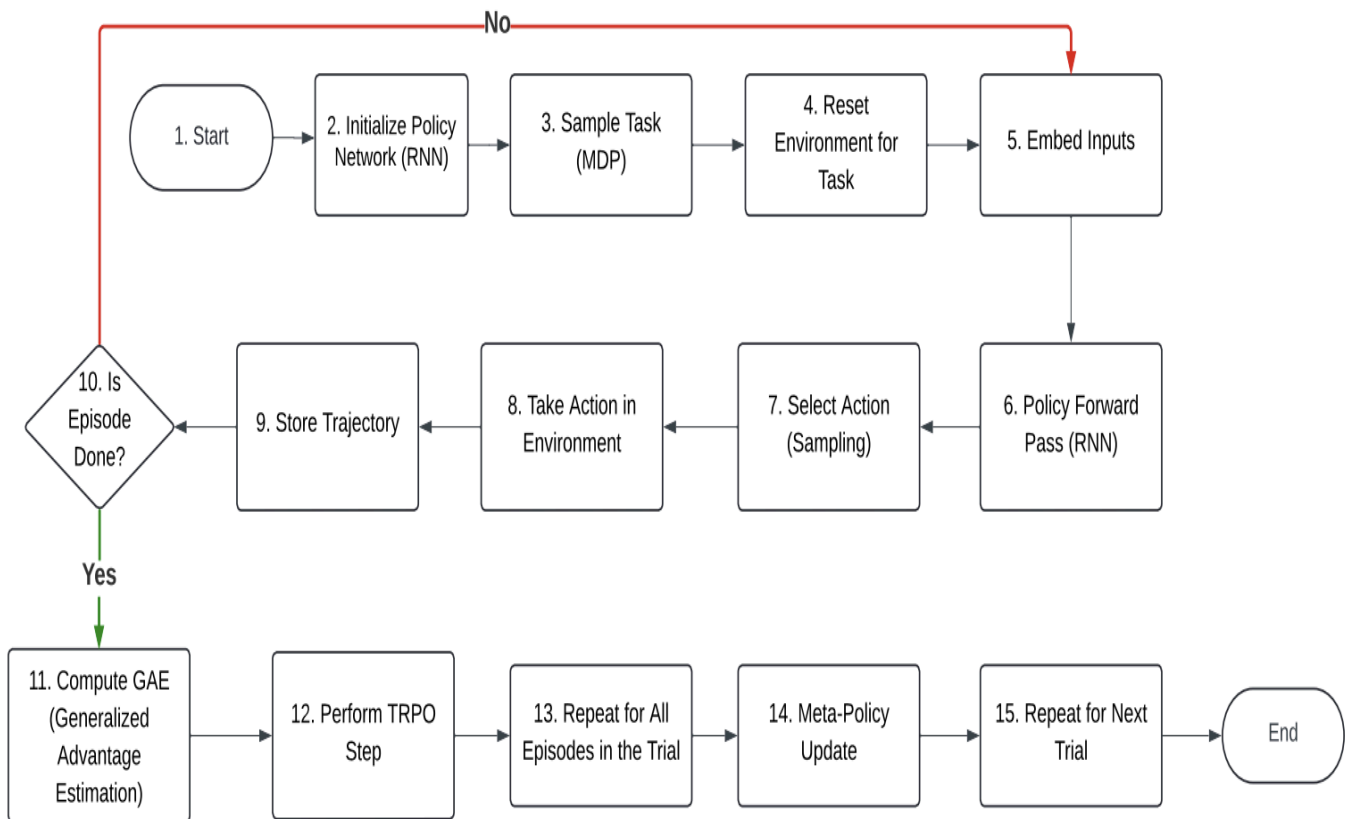 No
1. Start
2. Initialize Policy
Network (RNN)
3. Sample Task
(MDP)
4. Reset
Environment for
Task
5. Embed Inputs
10. Is
Episode
Done?
9. Store Trajectory
8. Take Action in
Environment
7. Select Action
(Sampling)
6. Policy Forward
Pass (RNN)
Yes
11. Compute GAE
(Generalized
Advantage
Estimation)
12. Perform TRPO
Step
13. Repeat for All
Episodes in the Trial
14. Meta-Policy
Update
15. Repeat for Next
Trial
End